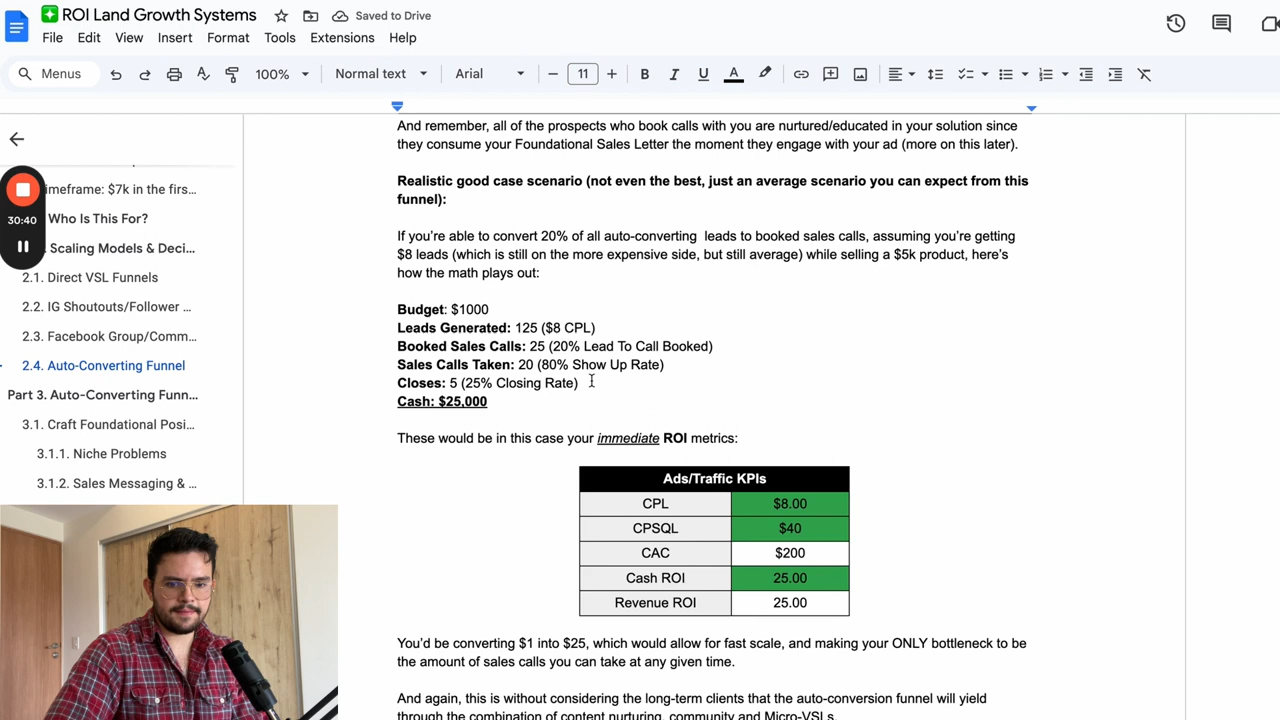 ROI Land Growth Systems
Saved to Drive
File Edit View Insert Format Tools Extensions Help
Menus 100% Normal text Arial 11 B I U A
And remember, all of the prospects who book calls with you are nurtured/educated in your solution since
they consume your Foundational Sales Letter the moment they engage with your ad (more on this later).
Realistic good case scenario (not even the best, just an average scenario you can expect from this
funnel):
If you're able to convert 20% of all auto-converting leads to booked sales calls, assuming you're getting
$8 leads (which is still on the more expensive side, but still average) while selling a $5k product, here's
how the math plays out:
Budget: $1000
Leads Generated: 125 ($8 CPL)
Booked Sales Calls: 25 (20% Lead To Call Booked)
Sales Calls Taken: 20 (80% Show Up Rate)
Closes: 5 (25% Closing Rate)
Cash: $25,000
These would be in this case your immediate ROI metrics:
Ads/Traffic KPIs
CPL $8.00
CPSQL $40
CAC $200
Cash ROI 25.00
Revenue ROI 25.00
You'd be converting $1 into $25, which would allow for fast scale, and making your ONLY bottleneck to be
the amount of sales calls you can take at any given time.
And again, this is without considering the long-term clients that the auto-conversion funnel will yield
through the combination of content nurturing, community and Micro-VSLs.
imeframe: $7k in the firs...
Who Is This For?
Scaling Models & Deci...
2.1. Direct VSL Funnels
2.2. IG Shoutouts/Follower ...
2.3. Facebook Group/Comm...
2.4. Auto-Converting Funnel
Part 3. Auto-Converting Funn...
3.1. Craft Foundational Posi...
3.1.1. Niche Problems
3.1.2. Sales Messaging & ...
30:40